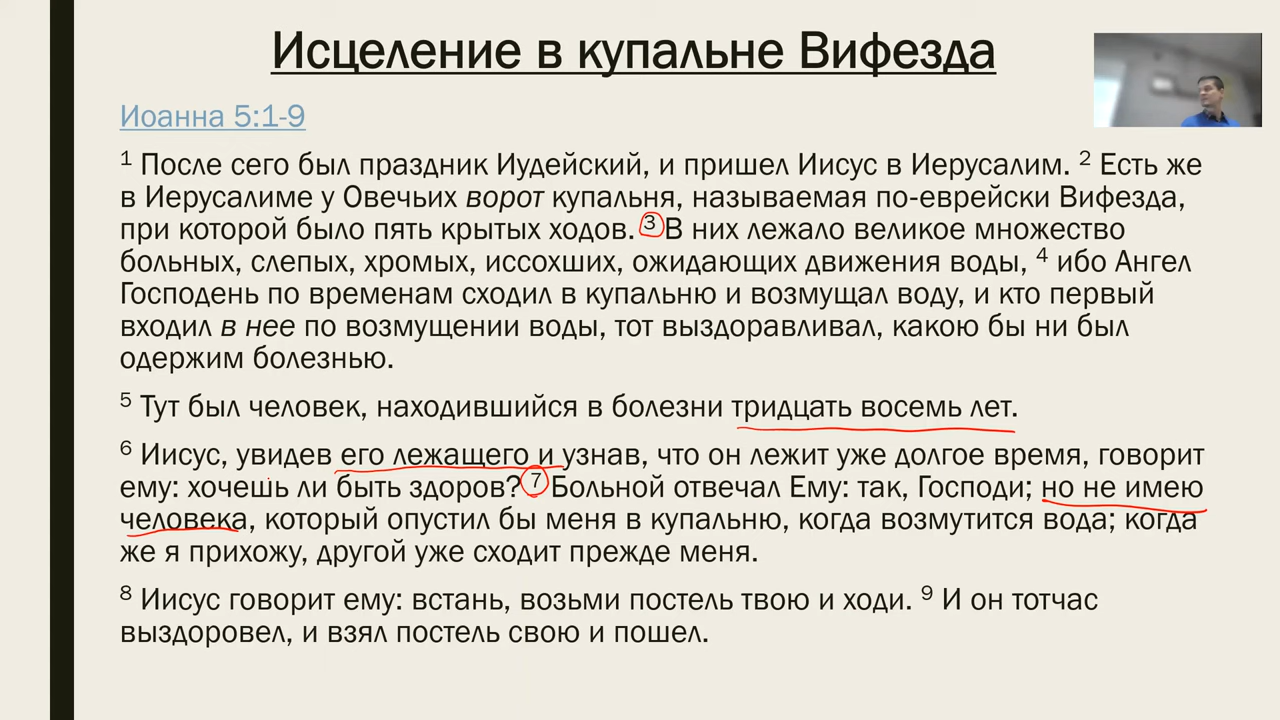 Исцеление в купальне Вифезда
Иоанна 5:1-9
1 После сего был праздник Иудейский, и пришел Иисус в Иерусалим. 2 Есть же
в Иерусалиме у Овечьих ворот купальня, называемая по-еврейски Вифезда,
при которой было пять крытых ходов. 3 В них лежало великое множество
больных, слепых, хромых, иссохших, ожидающих движения воды, 4 ибо Ангел
Господень по временам сходил в купальню и возмущал воду, и кто первый
входил в нее по возмущении воды, тот выздоравливал, какою бы ни был
одержим болезнью.
5 Тут был человек, находившийся в болезни тридцать восемь лет.
6 Иисус, увидев его лежащего и узнав, что он лежит уже долгое время, говорит
ему: хочешь ли быть здоров? 7 Больной отвечал Ему: так, Господи; но не имею
человека, который опустил бы меня в купальню, когда возмутится вода; когда
же я прихожу, другой уже сходит прежде меня.
8 Иисус говорит ему: встань, возьми постель твою и ходи. 9 И он тотчас
выздоровел, и взял постель свою и пошел.